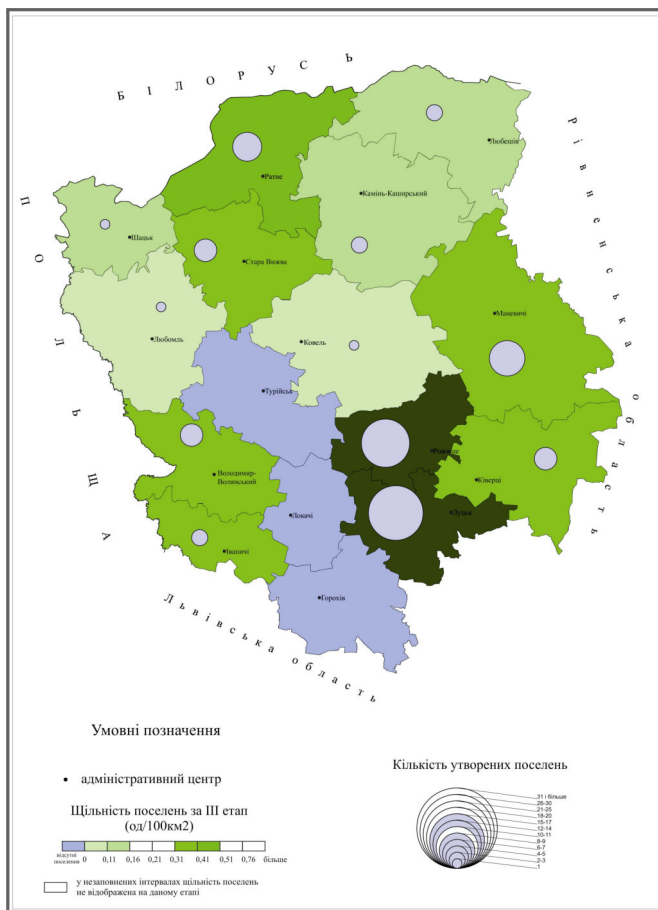 БІЛОРУСЬ
Любешів
Рівненська область
Ратне
Камінь-Каширський
ПОЛЬЩА
Шацьк
Стара Вижва
Маневичі
Любомль
Ковель
Турійськ
Рожище
Володимир-
Волинський
Ківерці
Локачі
Луцьк
Іваничі
Горохів
Львівська область
Умовні позначення
адміністративний центр
Щільність поселень за III етап
(од/100км2)
відсутні
поселення
0 0,11 0,16 0,21 0,31 0,41 0,51 0,76 більше
у незаповнених інтервалах щільність поселень
не відображена на даному етапі
Кількість утворених поселень
31 і більше
26-30
21-25
18-20
15-17
12-14
10-11
8-9
6-7
4-5
2-3
1